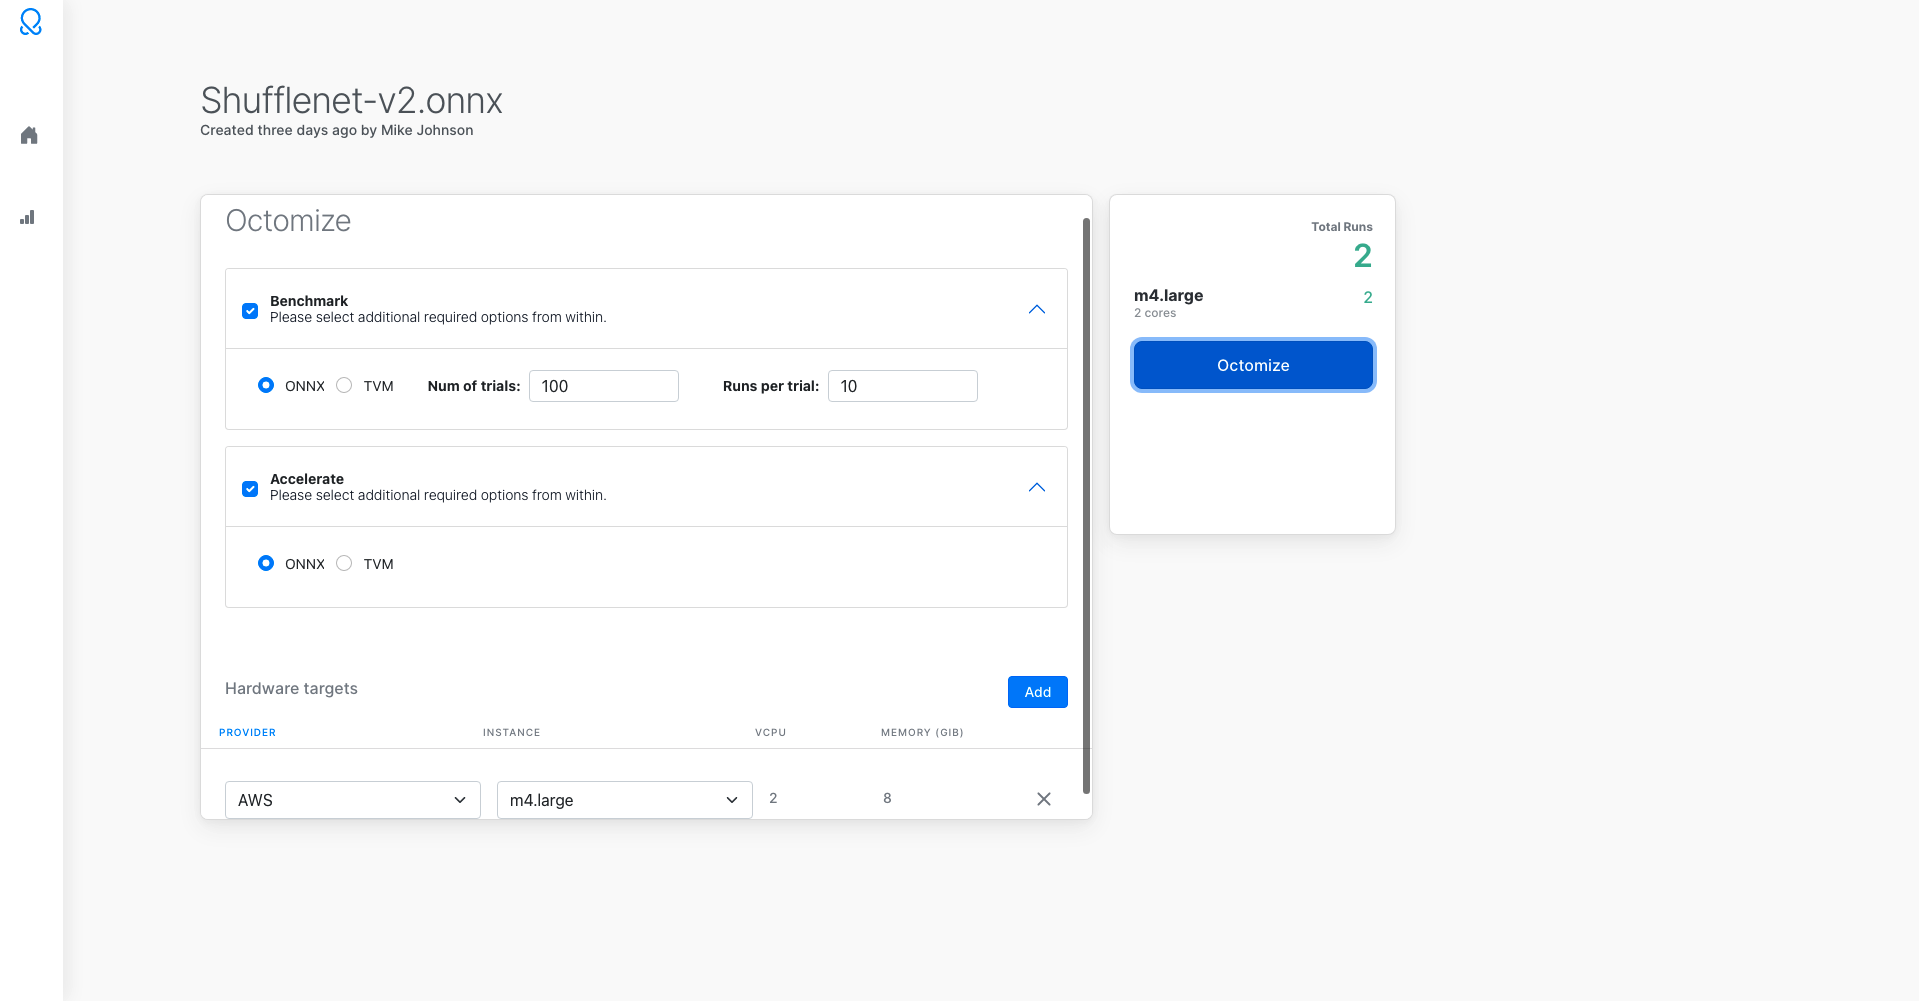 Shufflenet-v2.onnx
Created three days ago by Mike Johnson
Octomize
Benchmark
Please select additional required options from within.
ONNX TVM Num of trials: 100 Runs per trial: 10
Accelerate
Please select additional required options from within.
ONNX TVM
Hardware targets Add
PROVIDER INSTANCE VCPU MEMORY (GIB)
AWS m4.large 2 8
Total Runs
2
m4.large 2
2 cores
Octomize